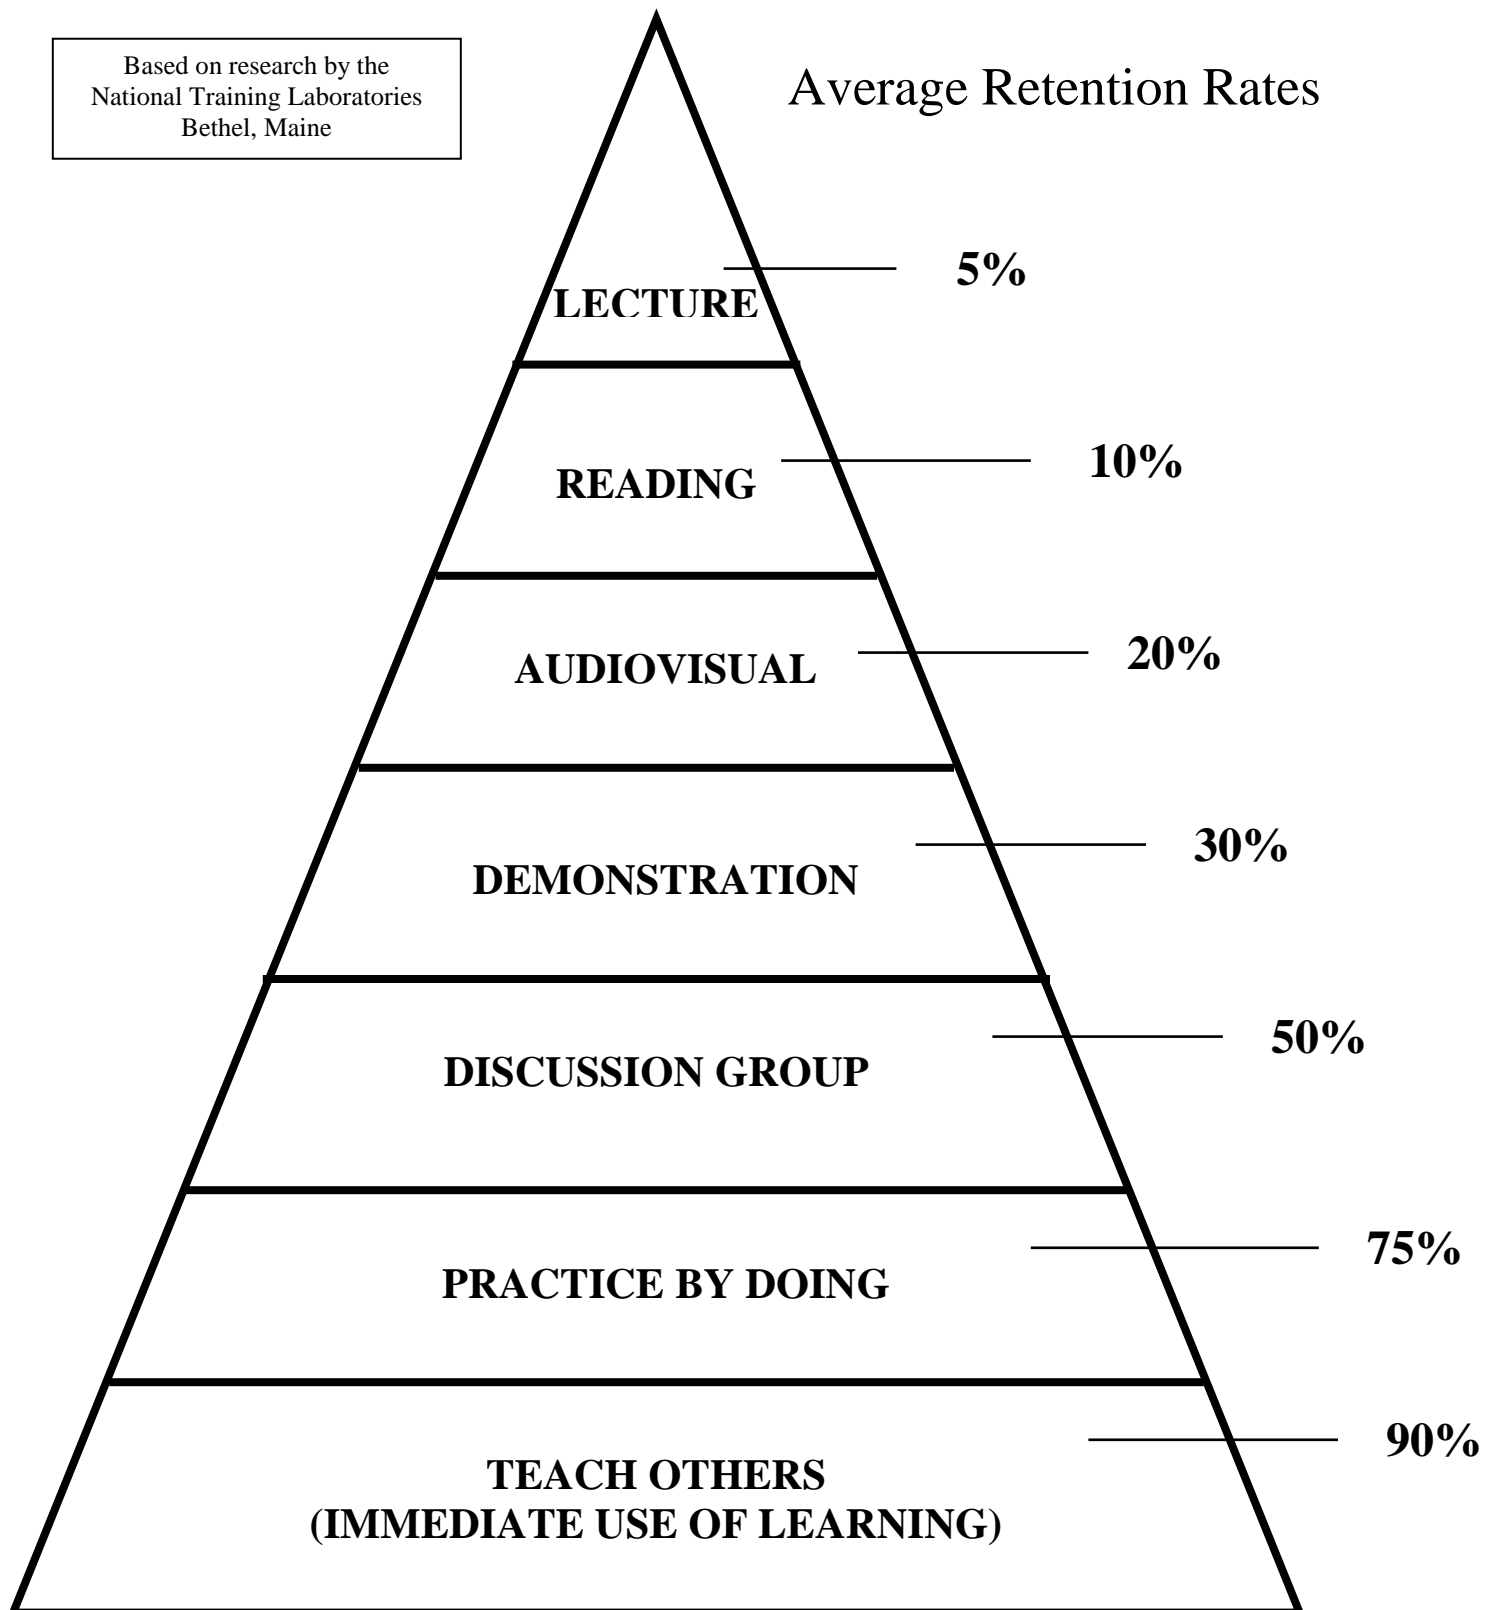 Based on research by the
National Training Laboratories
Bethel, Maine
Average Retention Rates
LECTURE
5%
READING
10%
AUDIOVISUAL
20%
DEMONSTRATION
30%
DISCUSSION GROUP
50%
PRACTICE BY DOING
75%
TEACH OTHERS
(IMMEDIATE USE OF LEARNING)
90%